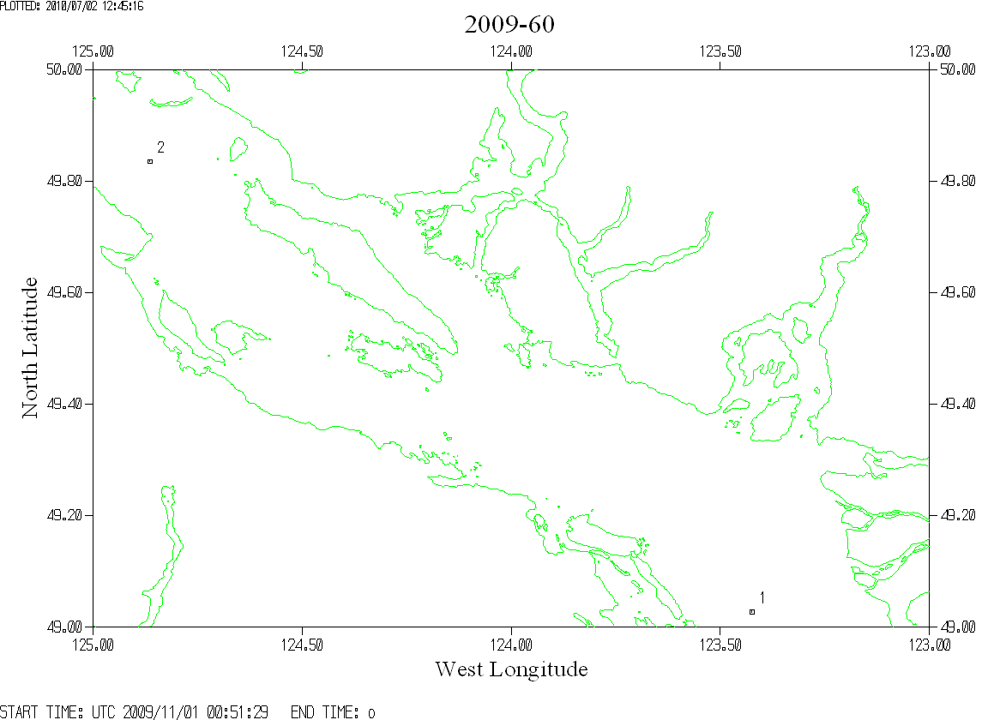 PLOTTED: 2010/07/02 12:45:16
2009-60
125.00 124.50 124.00 123.50 123.00
50.00 50.00
2
49.80 49.80
49.60 49.60
North Latitude
49.40 49.40
49.20 49.20
1
49.00 49.00
125.00 124.50 124.00 123.50 123.00
West Longitude
START TIME: UTC 2009/11/01 00:51:29 END TIME: o